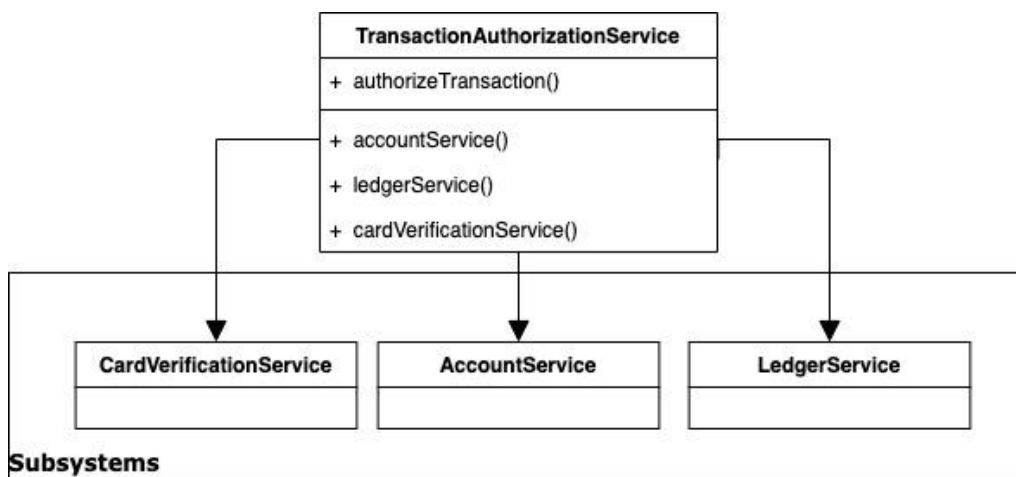 TransactionAuthorizationService
+ authorizeTransaction()
+ accountService()
+ ledgerService()
+ cardVerificationService()
CardVerificationService
AccountService
LedgerService
Subsystems